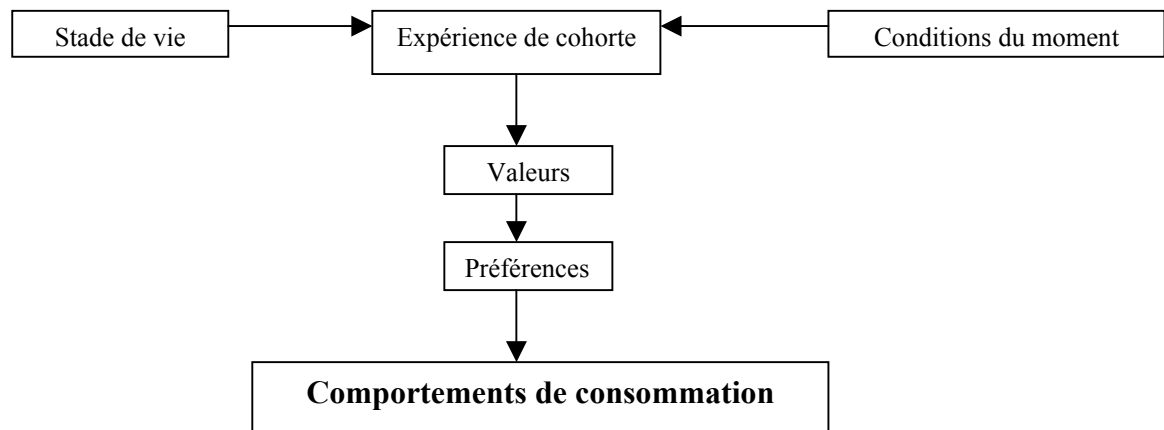 Stade de vie
Expérience de cohorte
Conditions du moment
Valeurs
Préférences
Comportements de consommation